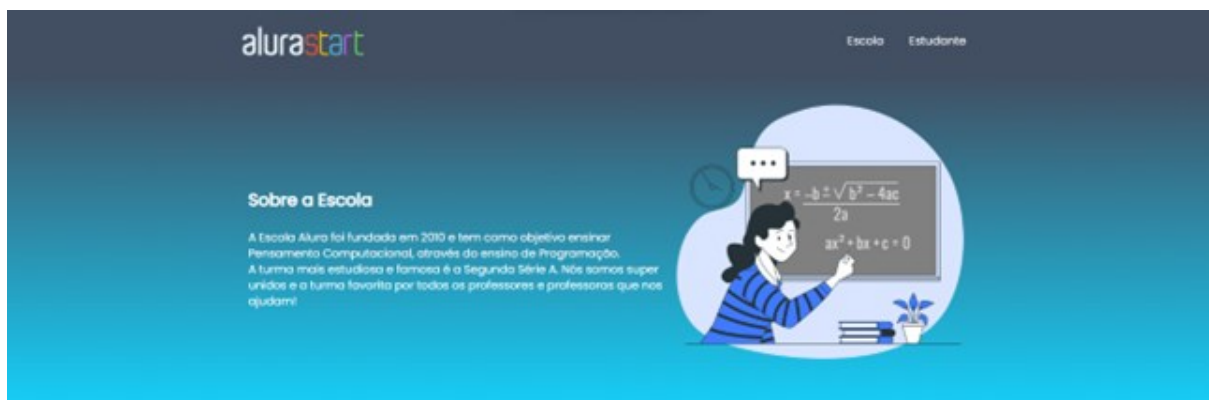 alurastart
Escola
Estudante
Sobre a Escola
A Escola Alura foi fundada em 2010 e tem como objetivo ensinar
Pensamento Computacional, através do ensino de Programação.
A turma mais estudiosa e famosa é a Segunda Série A. Nós somos super
unidos e a turma favorita por todos os professores e professoras que nos
ajudam!
x = -b ± √b² - 4ac
2a
ax² + bx + c = 0